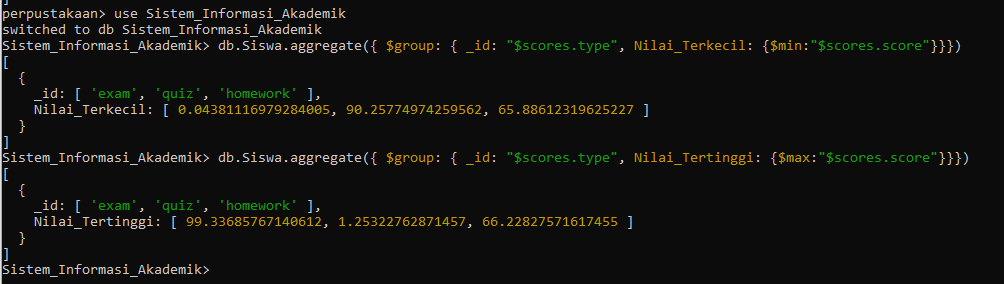 ]
perpustakaan> use Sistem_Informasi_Akademik
switched to db Sistem_Informasi_Akademik
Sistem_Informasi_Akademik> db.Siswa.aggregate({ $group: { _id: "$scores.type", Nilai_Terkecil: {$min:"$scores.score"}}})
[
  {
    _id: [ 'exam', 'quiz', 'homework' ],
    Nilai_Terkecil: [ 0.04381116979284005, 90.25774974259562, 65.88612319625227 ]
  }
]
Sistem_Informasi_Akademik> db.Siswa.aggregate({ $group: { _id: "$scores.type", Nilai_Tertinggi: {$max:"$scores.score"}}})
[
  {
    _id: [ 'exam', 'quiz', 'homework' ],
    Nilai_Tertinggi: [ 99.33685767140612, 1.25322762871457, 66.22827571617455 ]
  }
]
Sistem_Informasi_Akademik>